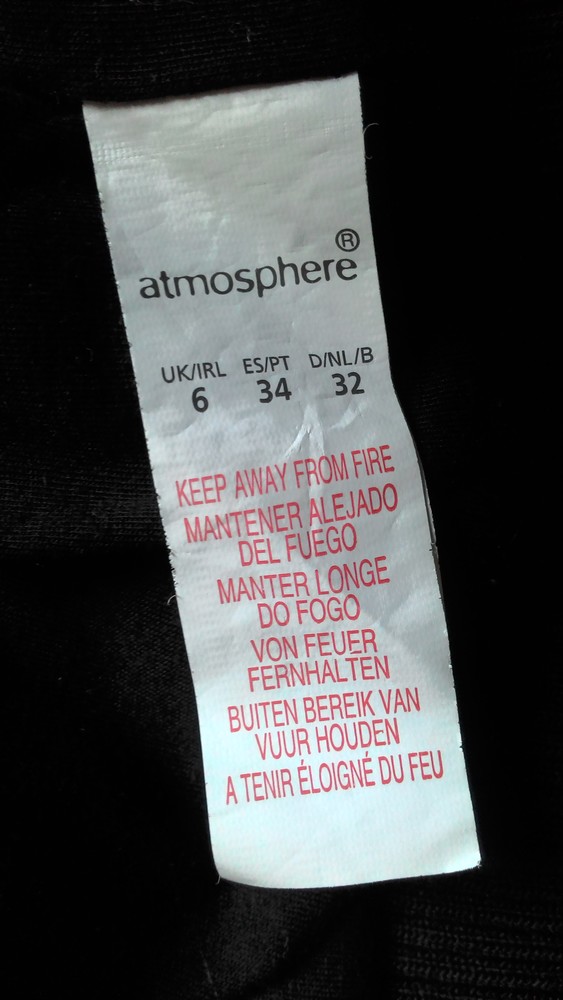 atmosphere®
UK/IRL ES/PT D/NL/B
6 34 32
KEEP AWAY FROM FIRE
MANTENER ALEJADO
DEL FUEGO
MANTER LONGE
DO FOGO
VON FEUER
FERNHALTEN
BUITEN BEREIK VAN
VUUR HOUDEN
A TENIR ÉLOIGNÉ DU FEU